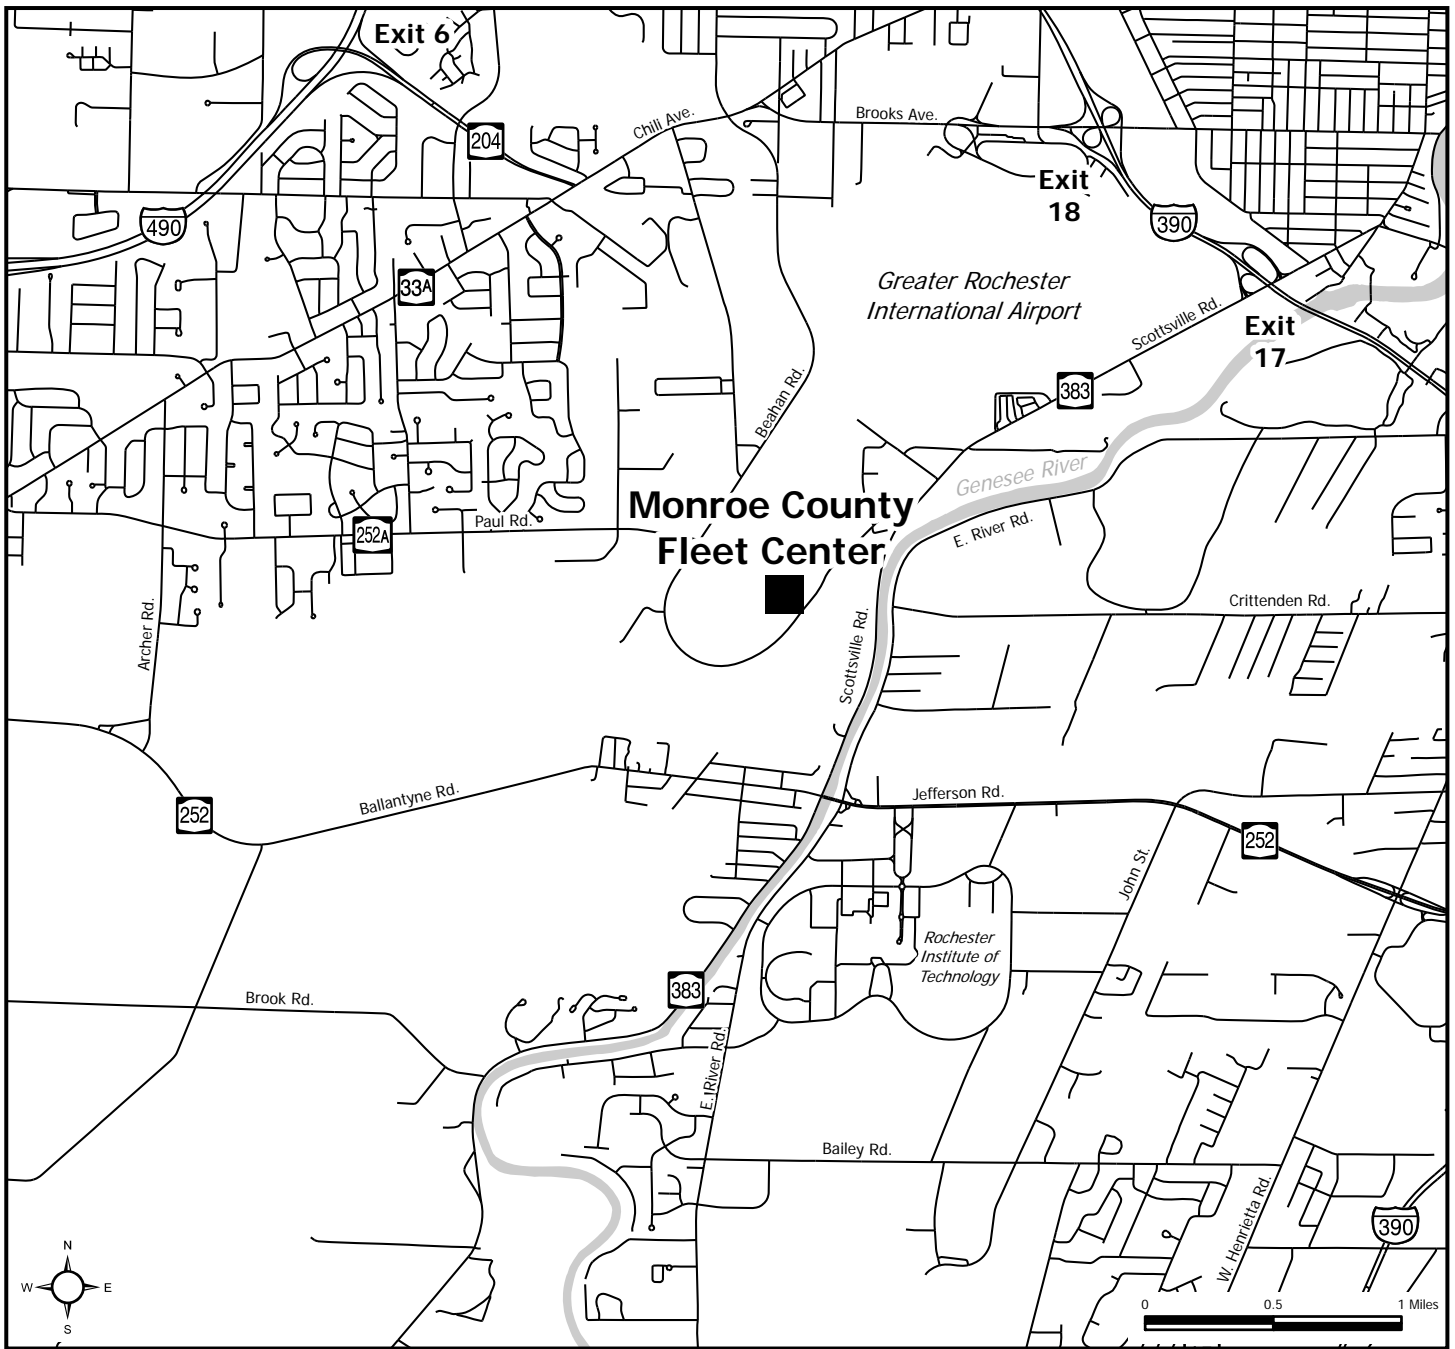 Exit 6
204
Chili Ave.
Brooks Ave.
Exit
18
490
390
33A
Greater Rochester
International Airport
Scottsville Rd.
Exit
17
383
Beahan Rd.
Genesee River
Monroe County
Fleet Center
Paul Rd.
252A
E. River Rd.
Archer Rd.
Scottsville Rd.
Crittenden Rd.
252
Ballantyne Rd.
Jefferson Rd.
252
John St.
Rochester
Institute of
Technology
383
Brook Rd.
E. River Rd.
Bailey Rd.
W. Henrietta Rd.
390
N
W
E
S
0
0.5
1 Miles